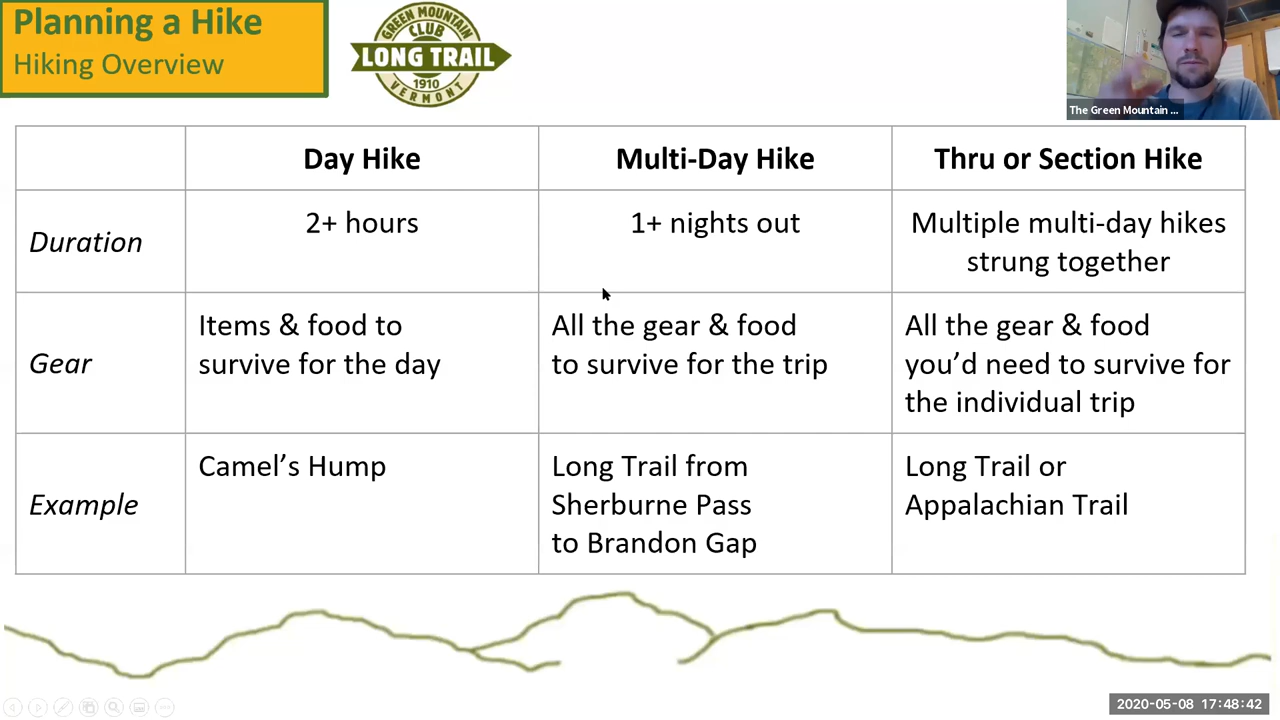 Planning a Hike
Hiking Overview
GREEN MOUNTAIN
CLUB
LONG TRAIL
1910
VERMONT
The Green Mountain ...
Day Hike
Multi-Day Hike
Thru or Section Hike
Duration
2+ hours
1+ nights out
Multiple multi-day hikes
strung together
Gear
Items & food to
survive for the day
All the gear & food
to survive for the trip
All the gear & food
you’d need to survive for
the individual trip
Example
Camel’s Hump
Long Trail from
Sherburne Pass
to Brandon Gap
Long Trail or
Appalachian Trail
2020-05-08 17:48:42